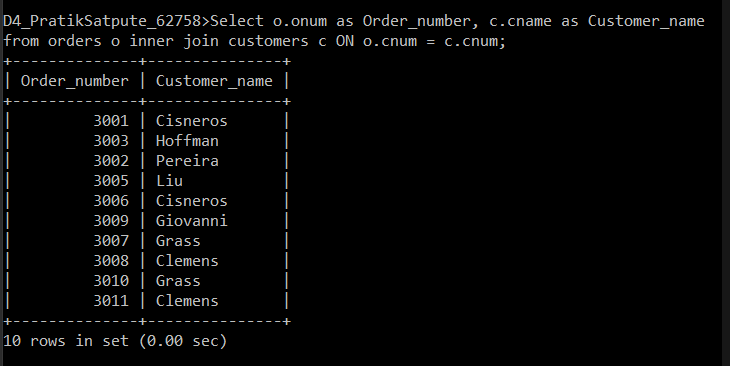 D4_PratikSatpute_62758>Select o.onum as Order_number, c.cname as Customer_name
from orders o inner join customers c ON o.cnum = c.cnum;
+--------------+---------------+
| Order_number | Customer_name |
+--------------+---------------+
|         3001 | Cisneros      |
|         3003 | Hoffman       |
|         3002 | Pereira       |
|         3005 | Liu           |
|         3006 | Cisneros      |
|         3009 | Giovanni      |
|         3007 | Grass         |
|         3008 | Clemens       |
|         3010 | Grass         |
|         3011 | Clemens       |
+--------------+---------------+
10 rows in set (0.00 sec)